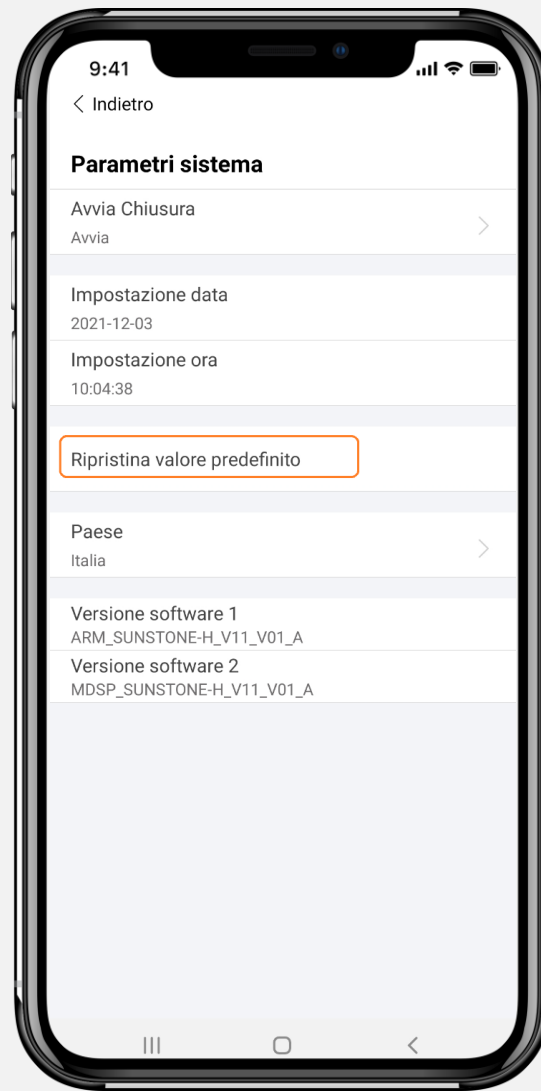 9:41
Indietro
Parametri sistema
Avvia Chiusura
Avvia
Impostazione data
2021-12-03
Impostazione ora
10:04:38
Ripristina valore predefinito
Paese
Italia
Versione software 1
ARM_SUNSTONE-H_V11_V01_A
Versione software 2
MDSP_SUNSTONE-H_V11_V01_A